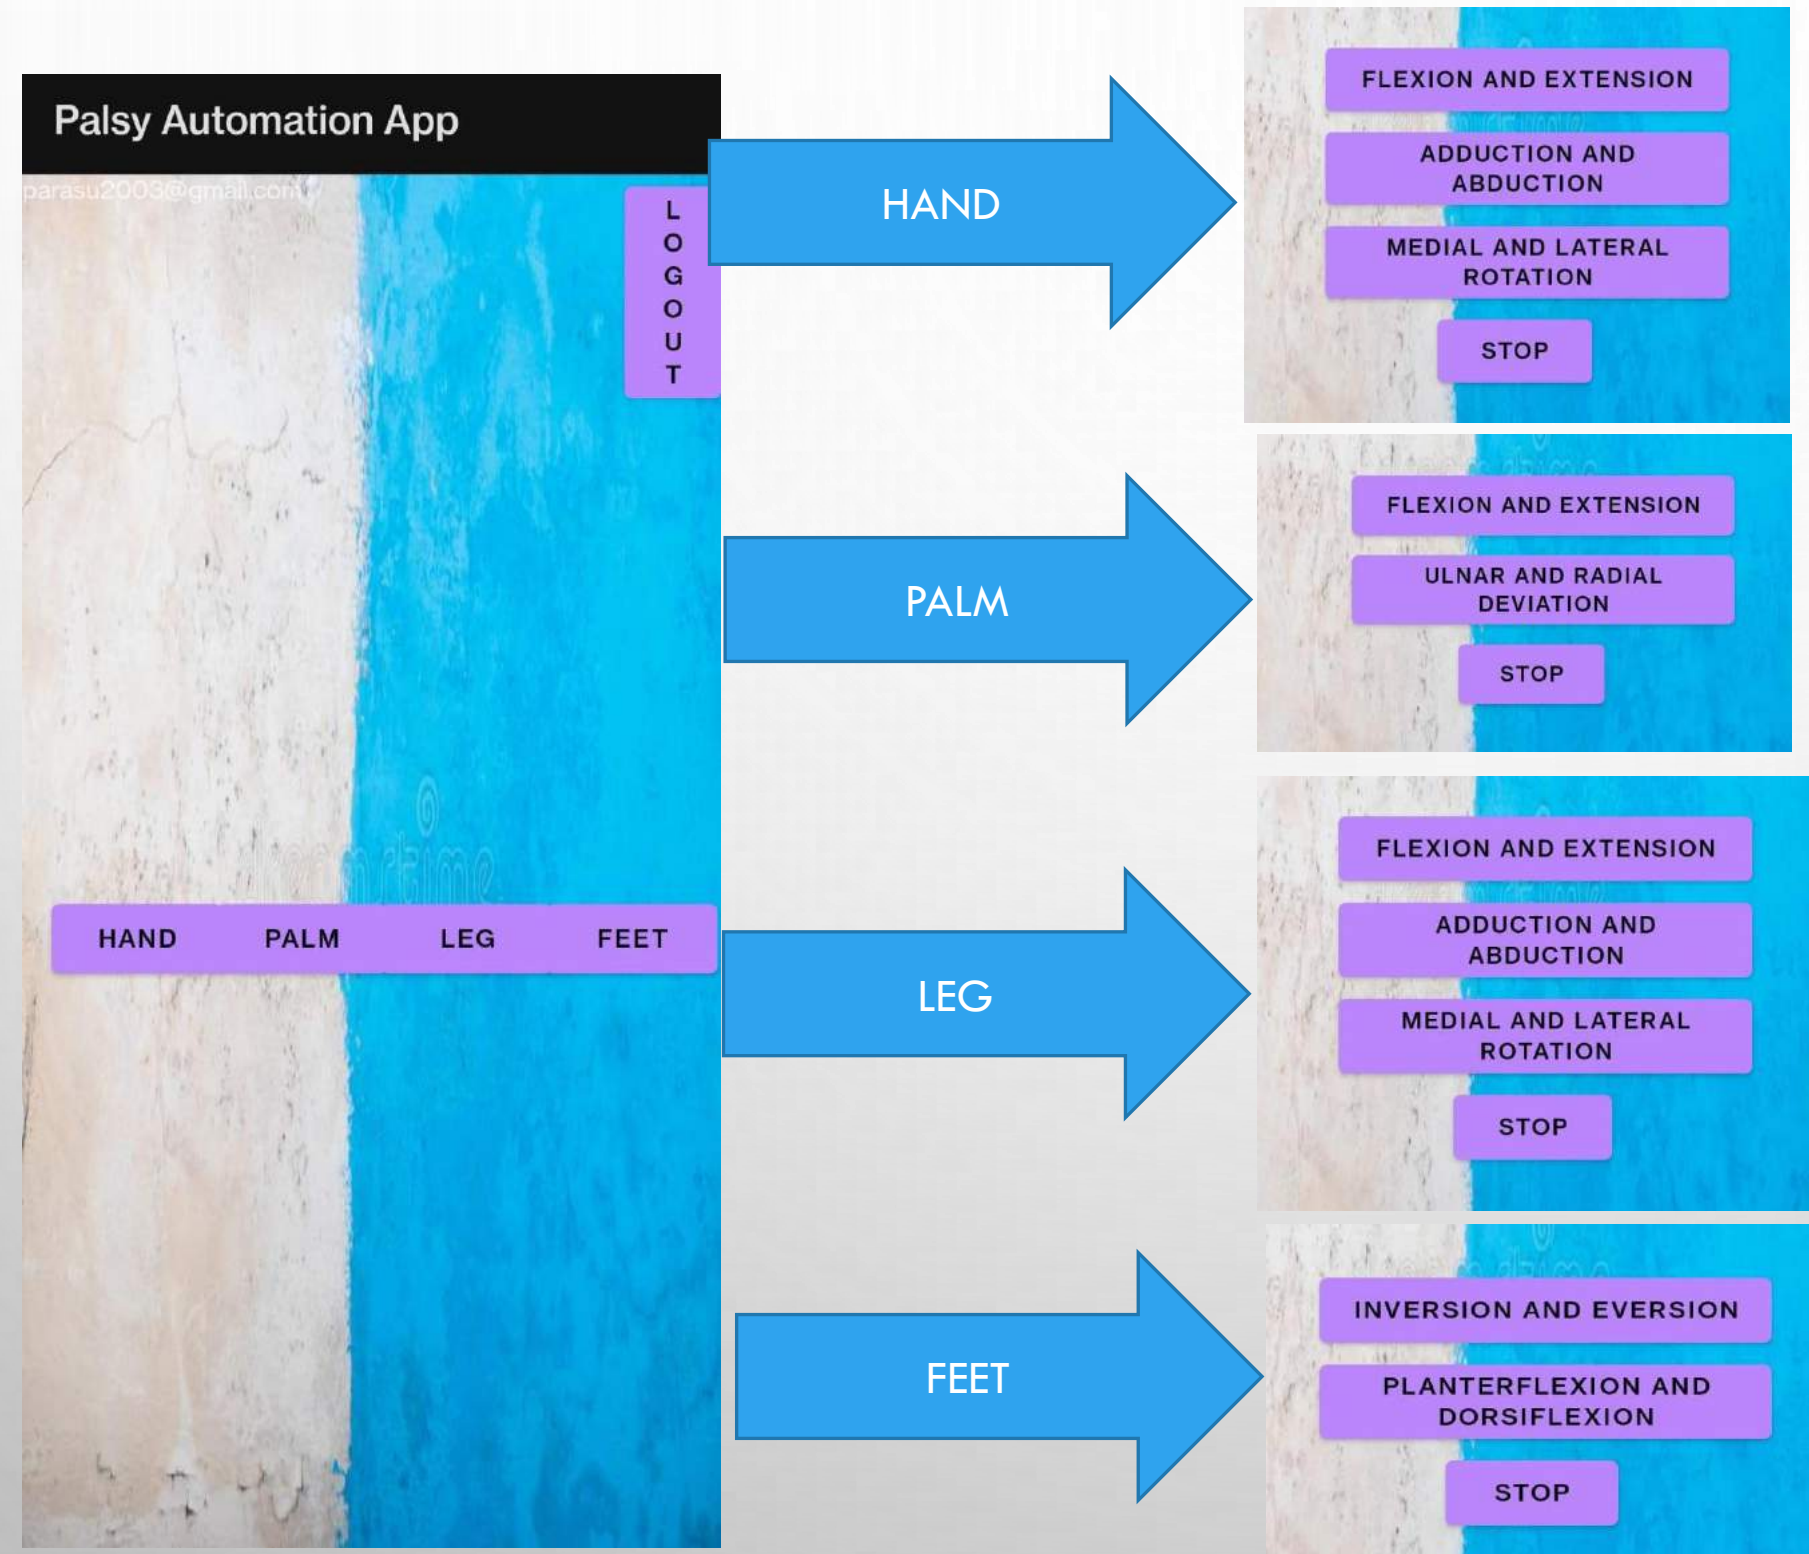 Palsy Automation App
parasu2003@gmail.com
L
O
G
O
U
T
HAND PALM LEG FEET
HAND
FLEXION AND EXTENSION
ADDUCTION AND
ABDUCTION
MEDIAL AND LATERAL
ROTATION
STOP
PALM
FLEXION AND EXTENSION
ULNAR AND RADIAL
DEVIATION
STOP
LEG
FLEXION AND EXTENSION
ADDUCTION AND
ABDUCTION
MEDIAL AND LATERAL
ROTATION
STOP
FEET
INVERSION AND EVERSION
PLANTERFLEXION AND
DORSIFLEXION
STOP